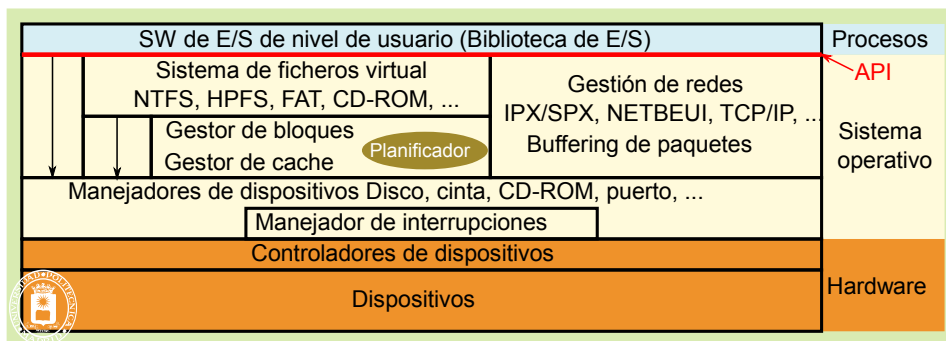 SW de E/S de nivel de usuario (Biblioteca de E/S)
Procesos
API
Sistema de ficheros virtual
NTFS, HPFS, FAT, CD-ROM, ...
Gestión de redes
IPX/SPX, NETBEUI, TCP/IP, ...
Buffering de paquetes
Gestor de bloques
Gestor de cache
Planificador
Sistema
operativo
Manejadores de dispositivos Disco, cinta, CD-ROM, puerto, ...
Manejador de interrupciones
Controladores de dispositivos
Dispositivos
Hardware